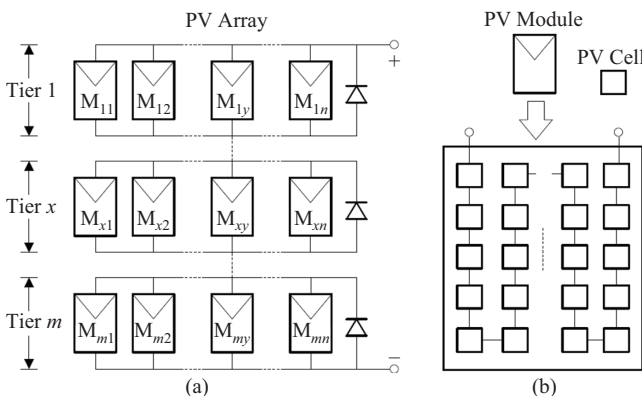 PV Array
PV Module
PV Cell
+
Tier 1
M11 M12 M1y M1n
Tier x
Mx1 Mx2 Mxy Mxn
Tier m
Mm1 Mm2 Mmy Mmn
−
(a)
(b)